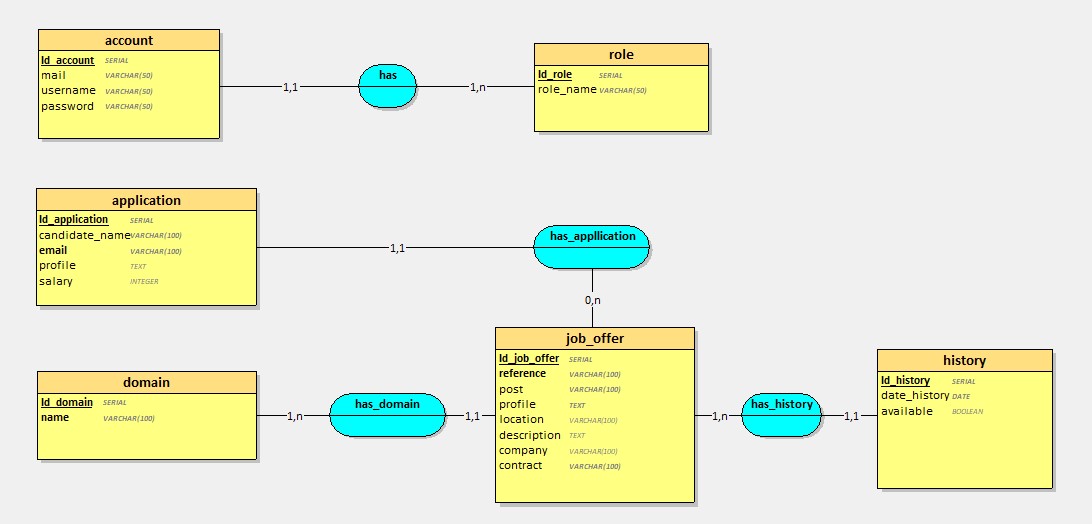 account
Id_account SERIAL
mail VARCHAR(50)
username VARCHAR(50)
password VARCHAR(50)
1,1
has
1,n
role
Id_role SERIAL
role_name VARCHAR(50)
application
Id_application SERIAL
candidate_name VARCHAR(100)
email VARCHAR(100)
profile TEXT
salary INTEGER
1,1
has_appllication
0,n
domain
Id_domain SERIAL
name VARCHAR(100)
1,n
has_domain
1,1
job_offer
Id_job_offer SERIAL
reference VARCHAR(100)
post VARCHAR(100)
profile TEXT
location VARCHAR(100)
description TEXT
company VARCHAR(100)
contract VARCHAR(100)
1,n
has_history
1,1
history
Id_history SERIAL
date_history DATE
available BOOLEAN